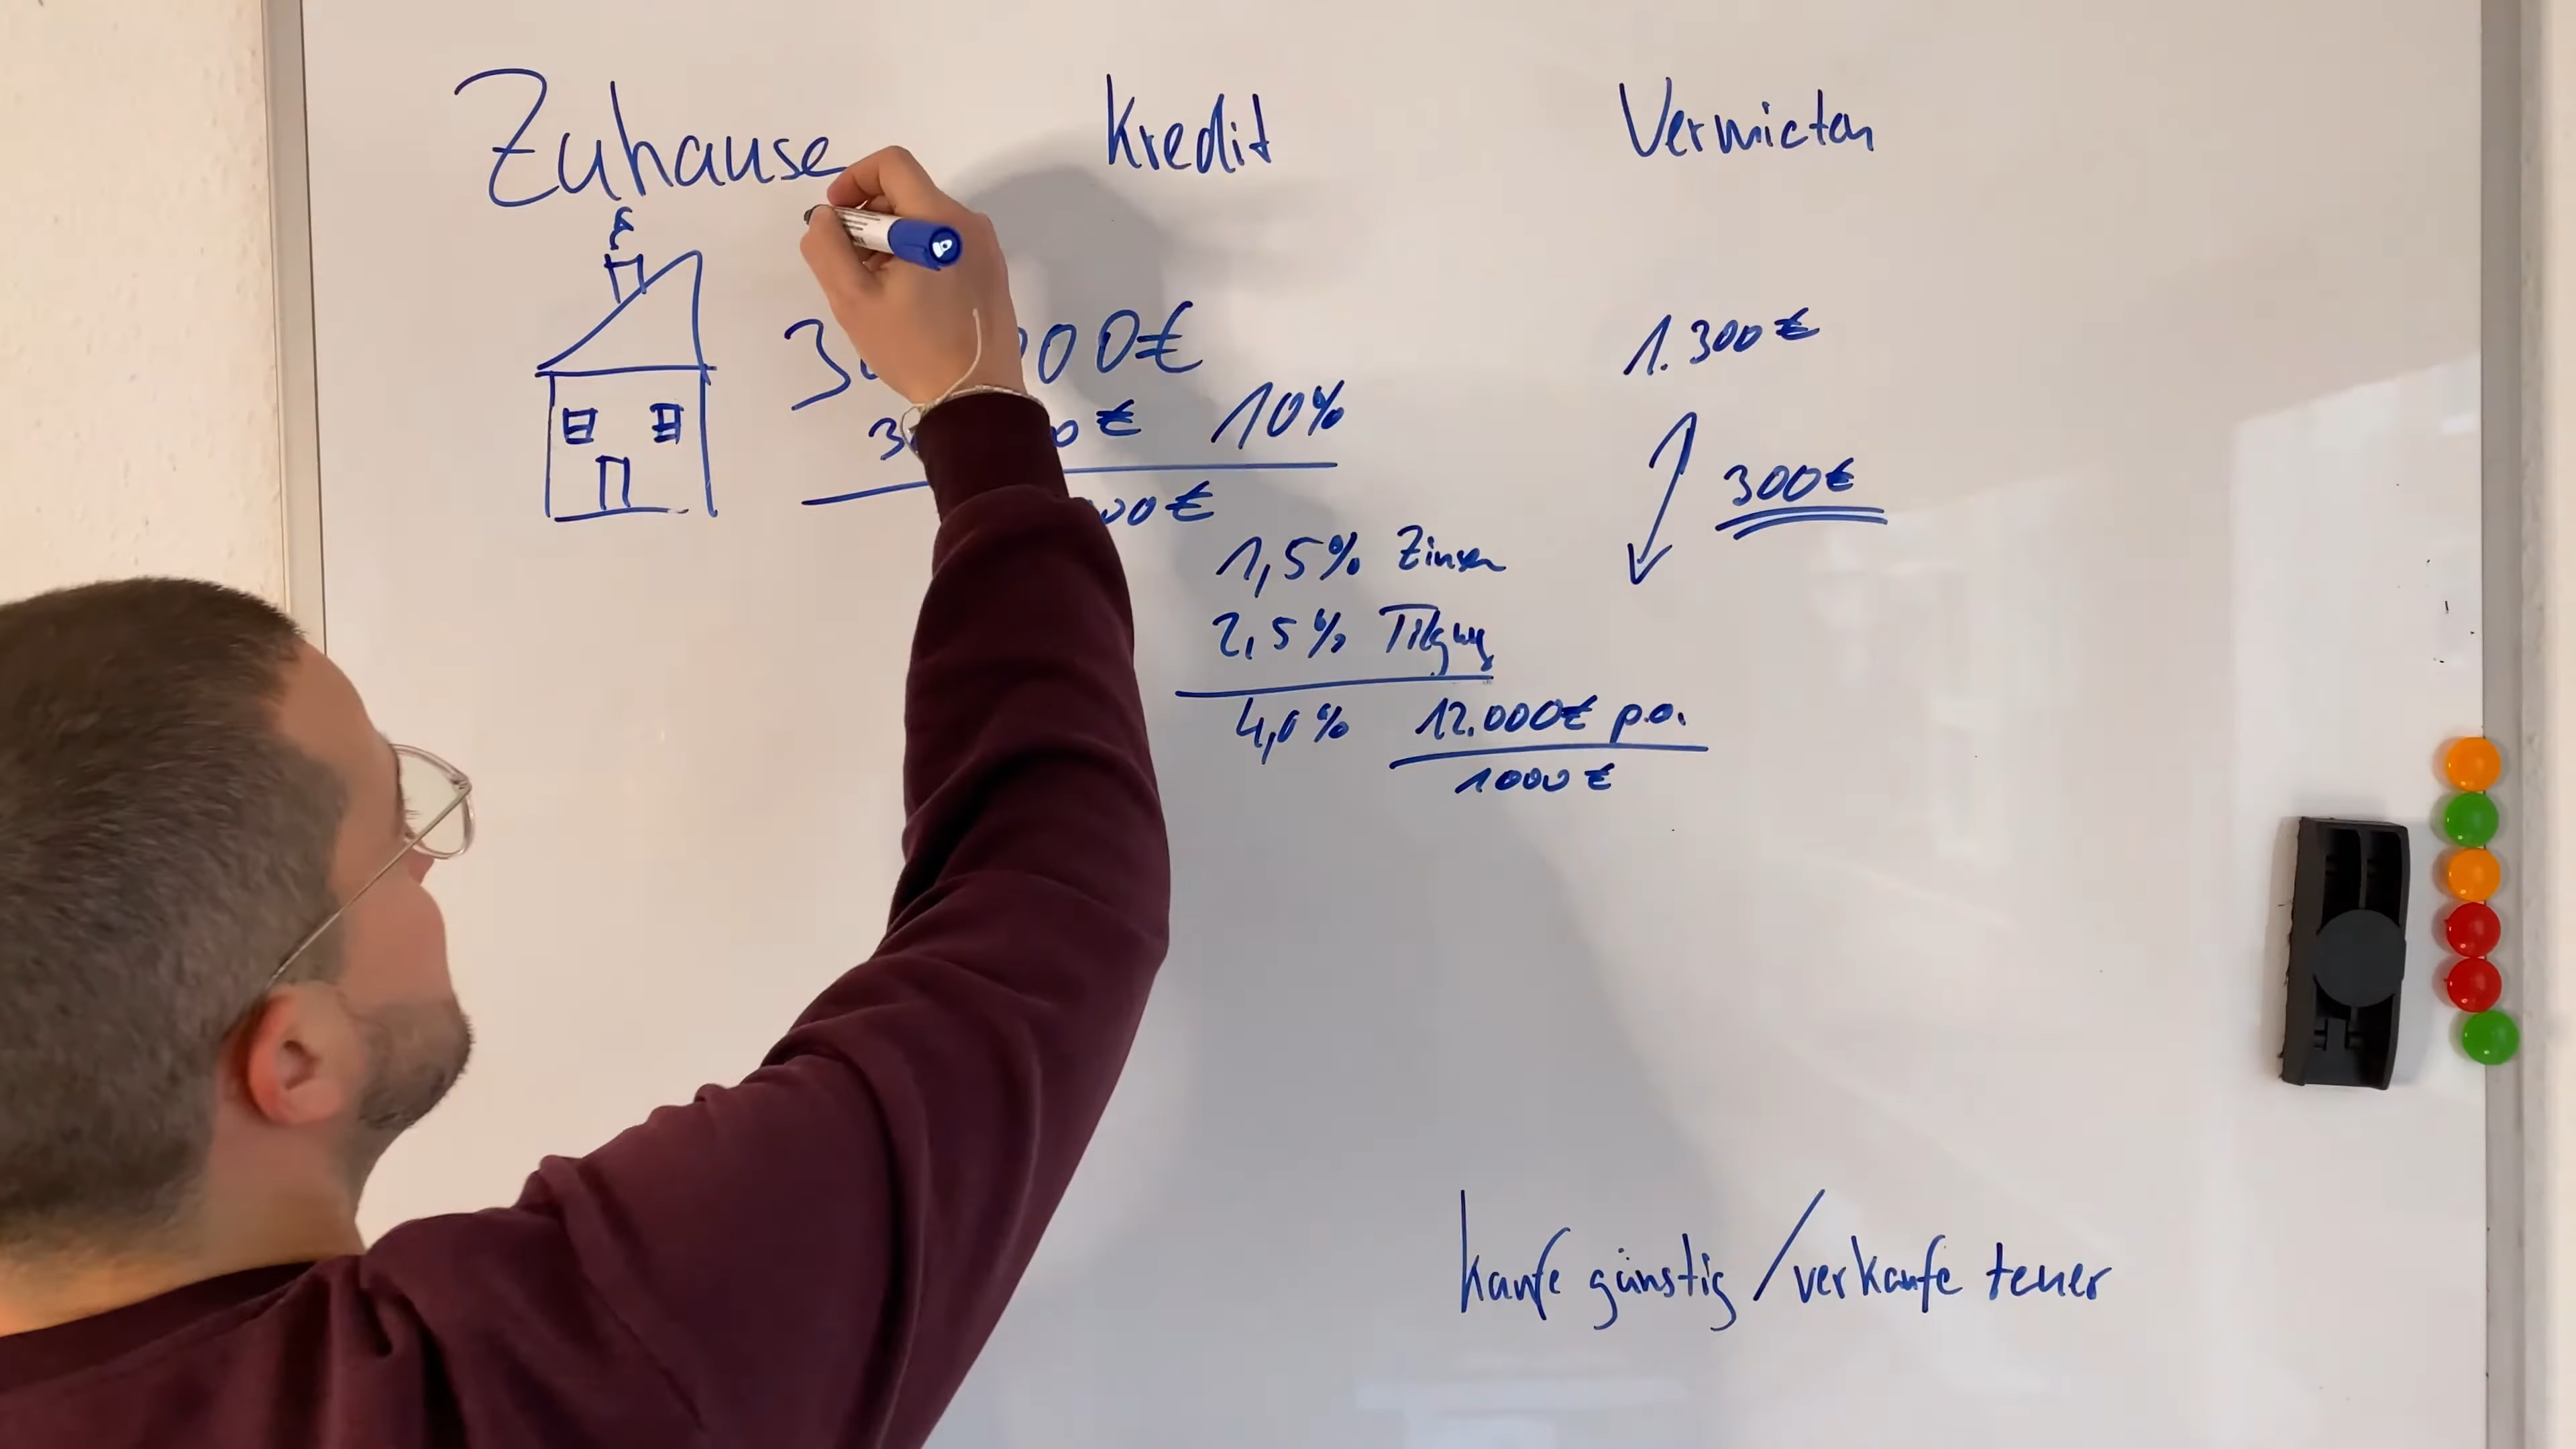 Zuhause Kredit Vermieten
€ 1.300€
€ 10%
€ 300€
1,5% Zinsen
2,5% Tilgung
4,0% 12.000€ p.a.
1000€
kaufe günstig / verkaufe teuer